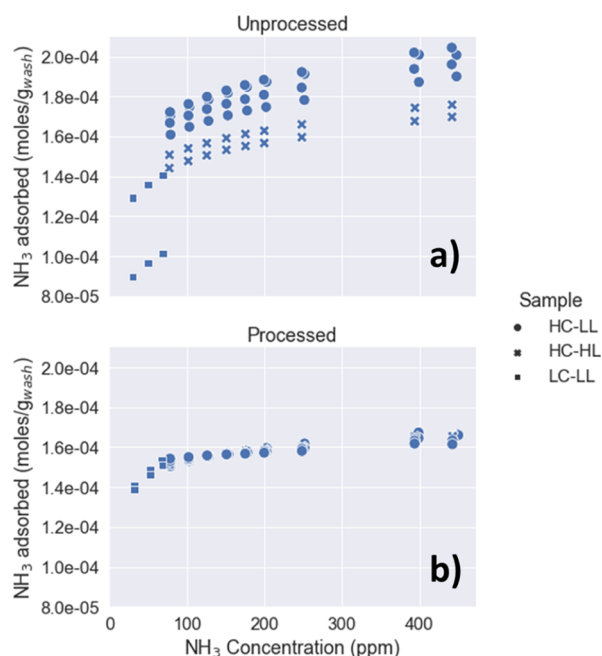 Unprocessed
NH₃ adsorbed (moles/g_wash)
2.0e-04
1.8e-04
1.6e-04
1.4e-04
1.2e-04
1.0e-04
8.0e-05
a)
Sample
HC-LL
HC-HL
LC-LL
Processed
NH₃ adsorbed (moles/g_wash)
2.0e-04
1.8e-04
1.6e-04
1.4e-04
1.2e-04
1.0e-04
8.0e-05
b)
0 100 200 300 400
NH₃ Concentration (ppm)